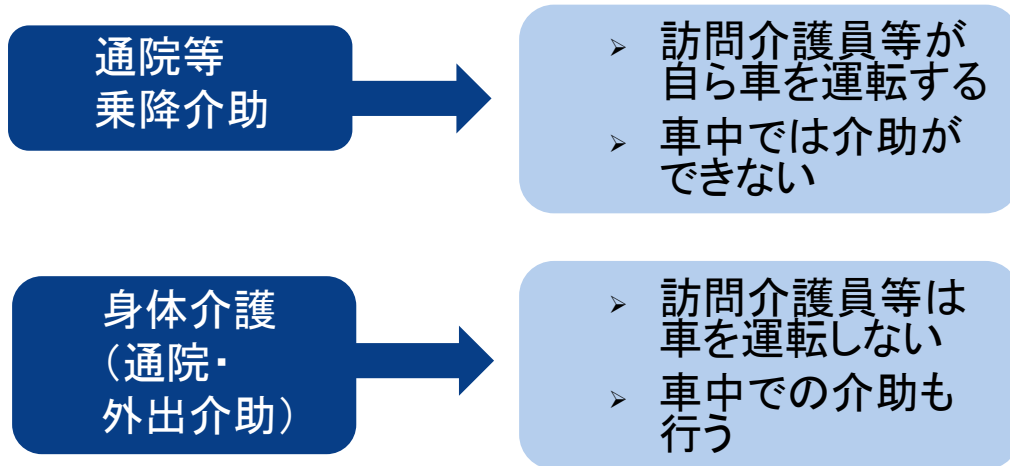 通院等
乗降介助
➢ 訪問介護員等が
自ら車を運転する
➢ 車中では介助が
できない
身体介護
（通院・
外出介助）
➢ 訪問介護員等は
車を運転しない
➢ 車中での介助も
行う